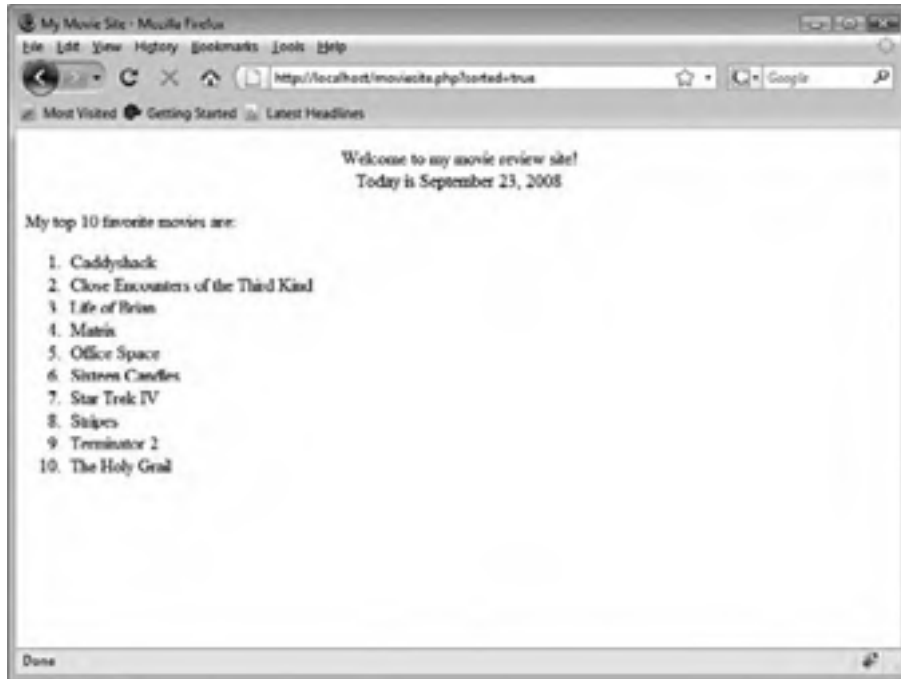 My Movie Site - Mozilla Firefox
File Edit View History Bookmarks Tools Help
http://localhost/moviesite.php?sorted=true
Google
Most Visited Getting Started Latest Headlines
Welcome to my movie review site!
Today is September 23, 2008
My top 10 favorite movies are:
1. Caddyshack
2. Close Encounters of the Third Kind
3. Life of Brian
4. Matrix
5. Office Space
6. Sixteen Candles
7. Star Trek IV
8. Stripes
9. Terminator 2
10. The Holy Grail
Done